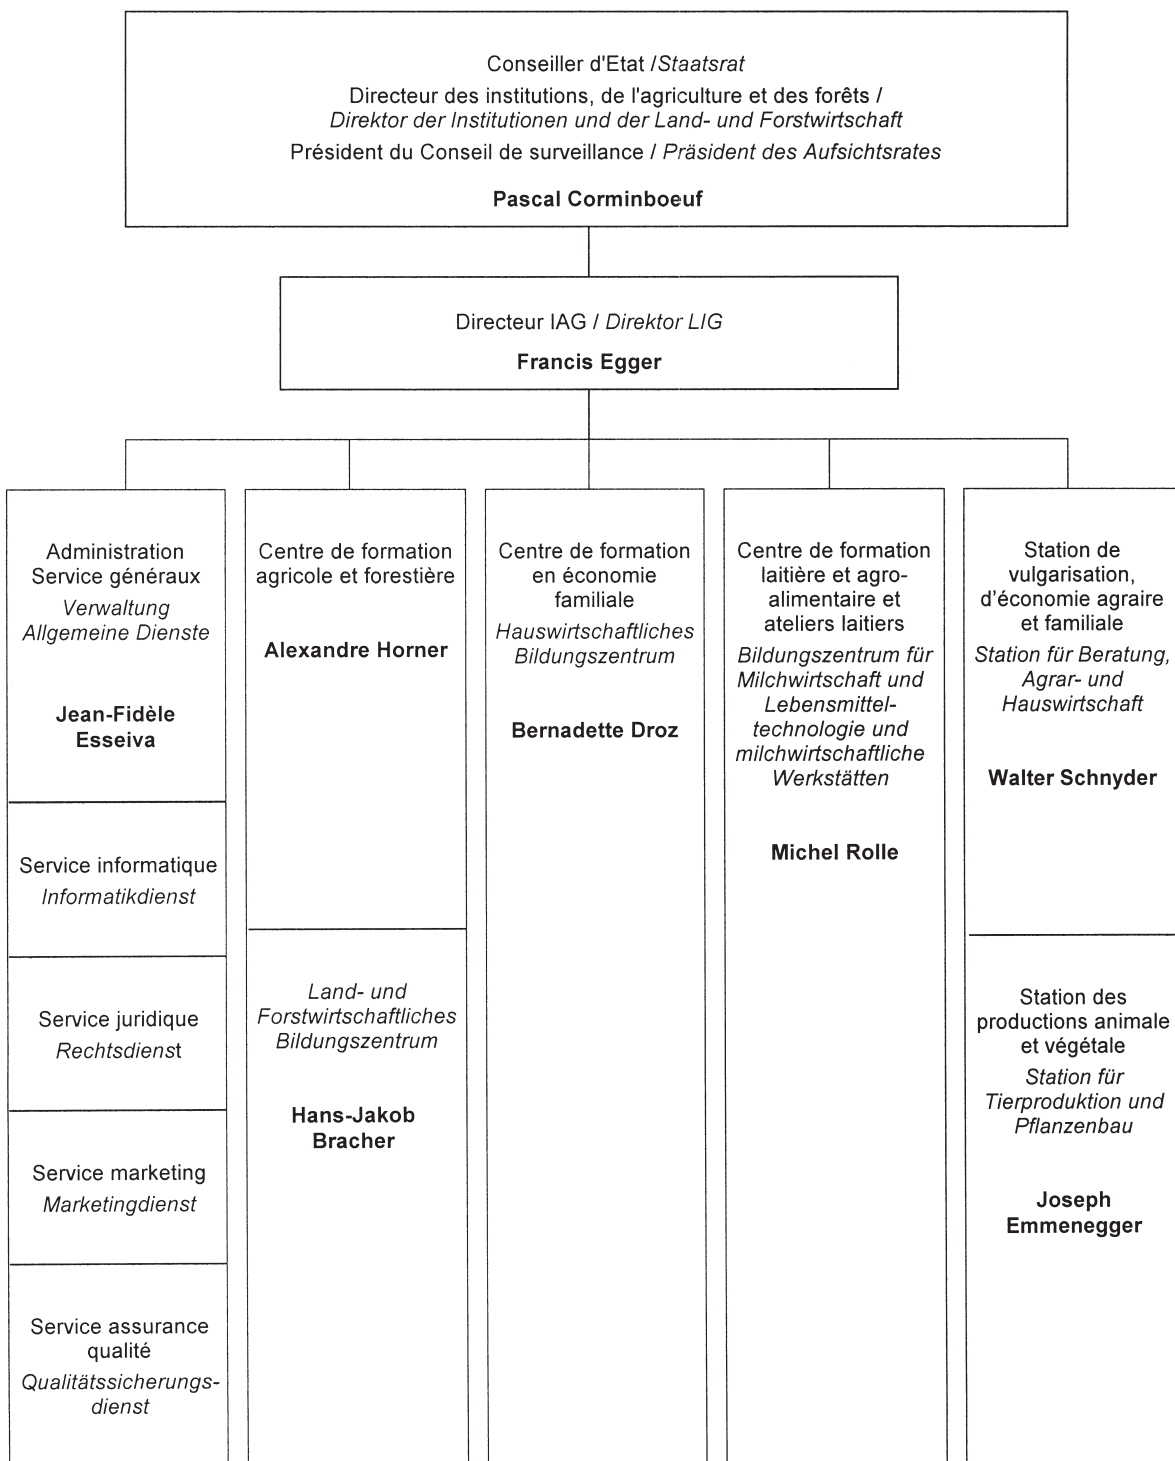 Conseiller d'Etat /Staatsrat
Directeur des institutions, de l'agriculture et des forêts /
Direktor der Institutionen und der Land- und Forstwirtschaft
Président du Conseil de surveillance / Präsident des Aufsichtsrates
Pascal Corminboeuf
Directeur IAG / Direktor LIG
Francis Egger
Administration
Service généraux
Verwaltung
Allgemeine Dienste
Jean-Fidèle
Esseiva
Service informatique
Informatikdienst
Service juridique
Rechtsdienst
Service marketing
Marketingdienst
Service assurance
qualité
Qualitätssicherungs-
dienst
Centre de formation
agricole et forestière
Alexandre Horner
Land- und
Forstwirtschaftliches
Bildungszentrum
Hans-Jakob
Bracher
Centre de formation
en économie
familiale
Hauswirtschaftliches
Bildungszentrum
Bernadette Droz
Centre de formation
laitière et agro-
alimentaire et
ateliers laitiers
Bildungszentrum für
Milchwirtschaft und
Lebensmittel-
technologie und
milchwirtschaftliche
Werkstätten
Michel Rolle
Station de
vulgarisation,
d'économie agraire
et familiale
Station für Beratung,
Agrar- und
Hauswirtschaft
Walter Schnyder
Station des
productions animale
et végétale
Station für
Tierproduktion und
Pflanzenbau
Joseph
Emmenegger